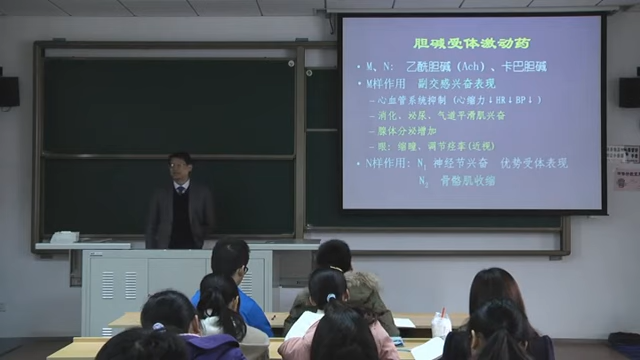 胆碱受体激动药
• M、N： 乙酰胆碱（Ach）、卡巴胆碱
• M样作用 副交感兴奋表现
– 心血管系统抑制（心缩力↓HR↓BP↓）
– 消化、泌尿、气道平滑肌兴奋
– 腺体分泌增加
– 眼：缩瞳、调节痉挛(近视)
• N样作用：N₁ 神经节兴奋 优势受体表现
N₂ 骨骼肌收缩